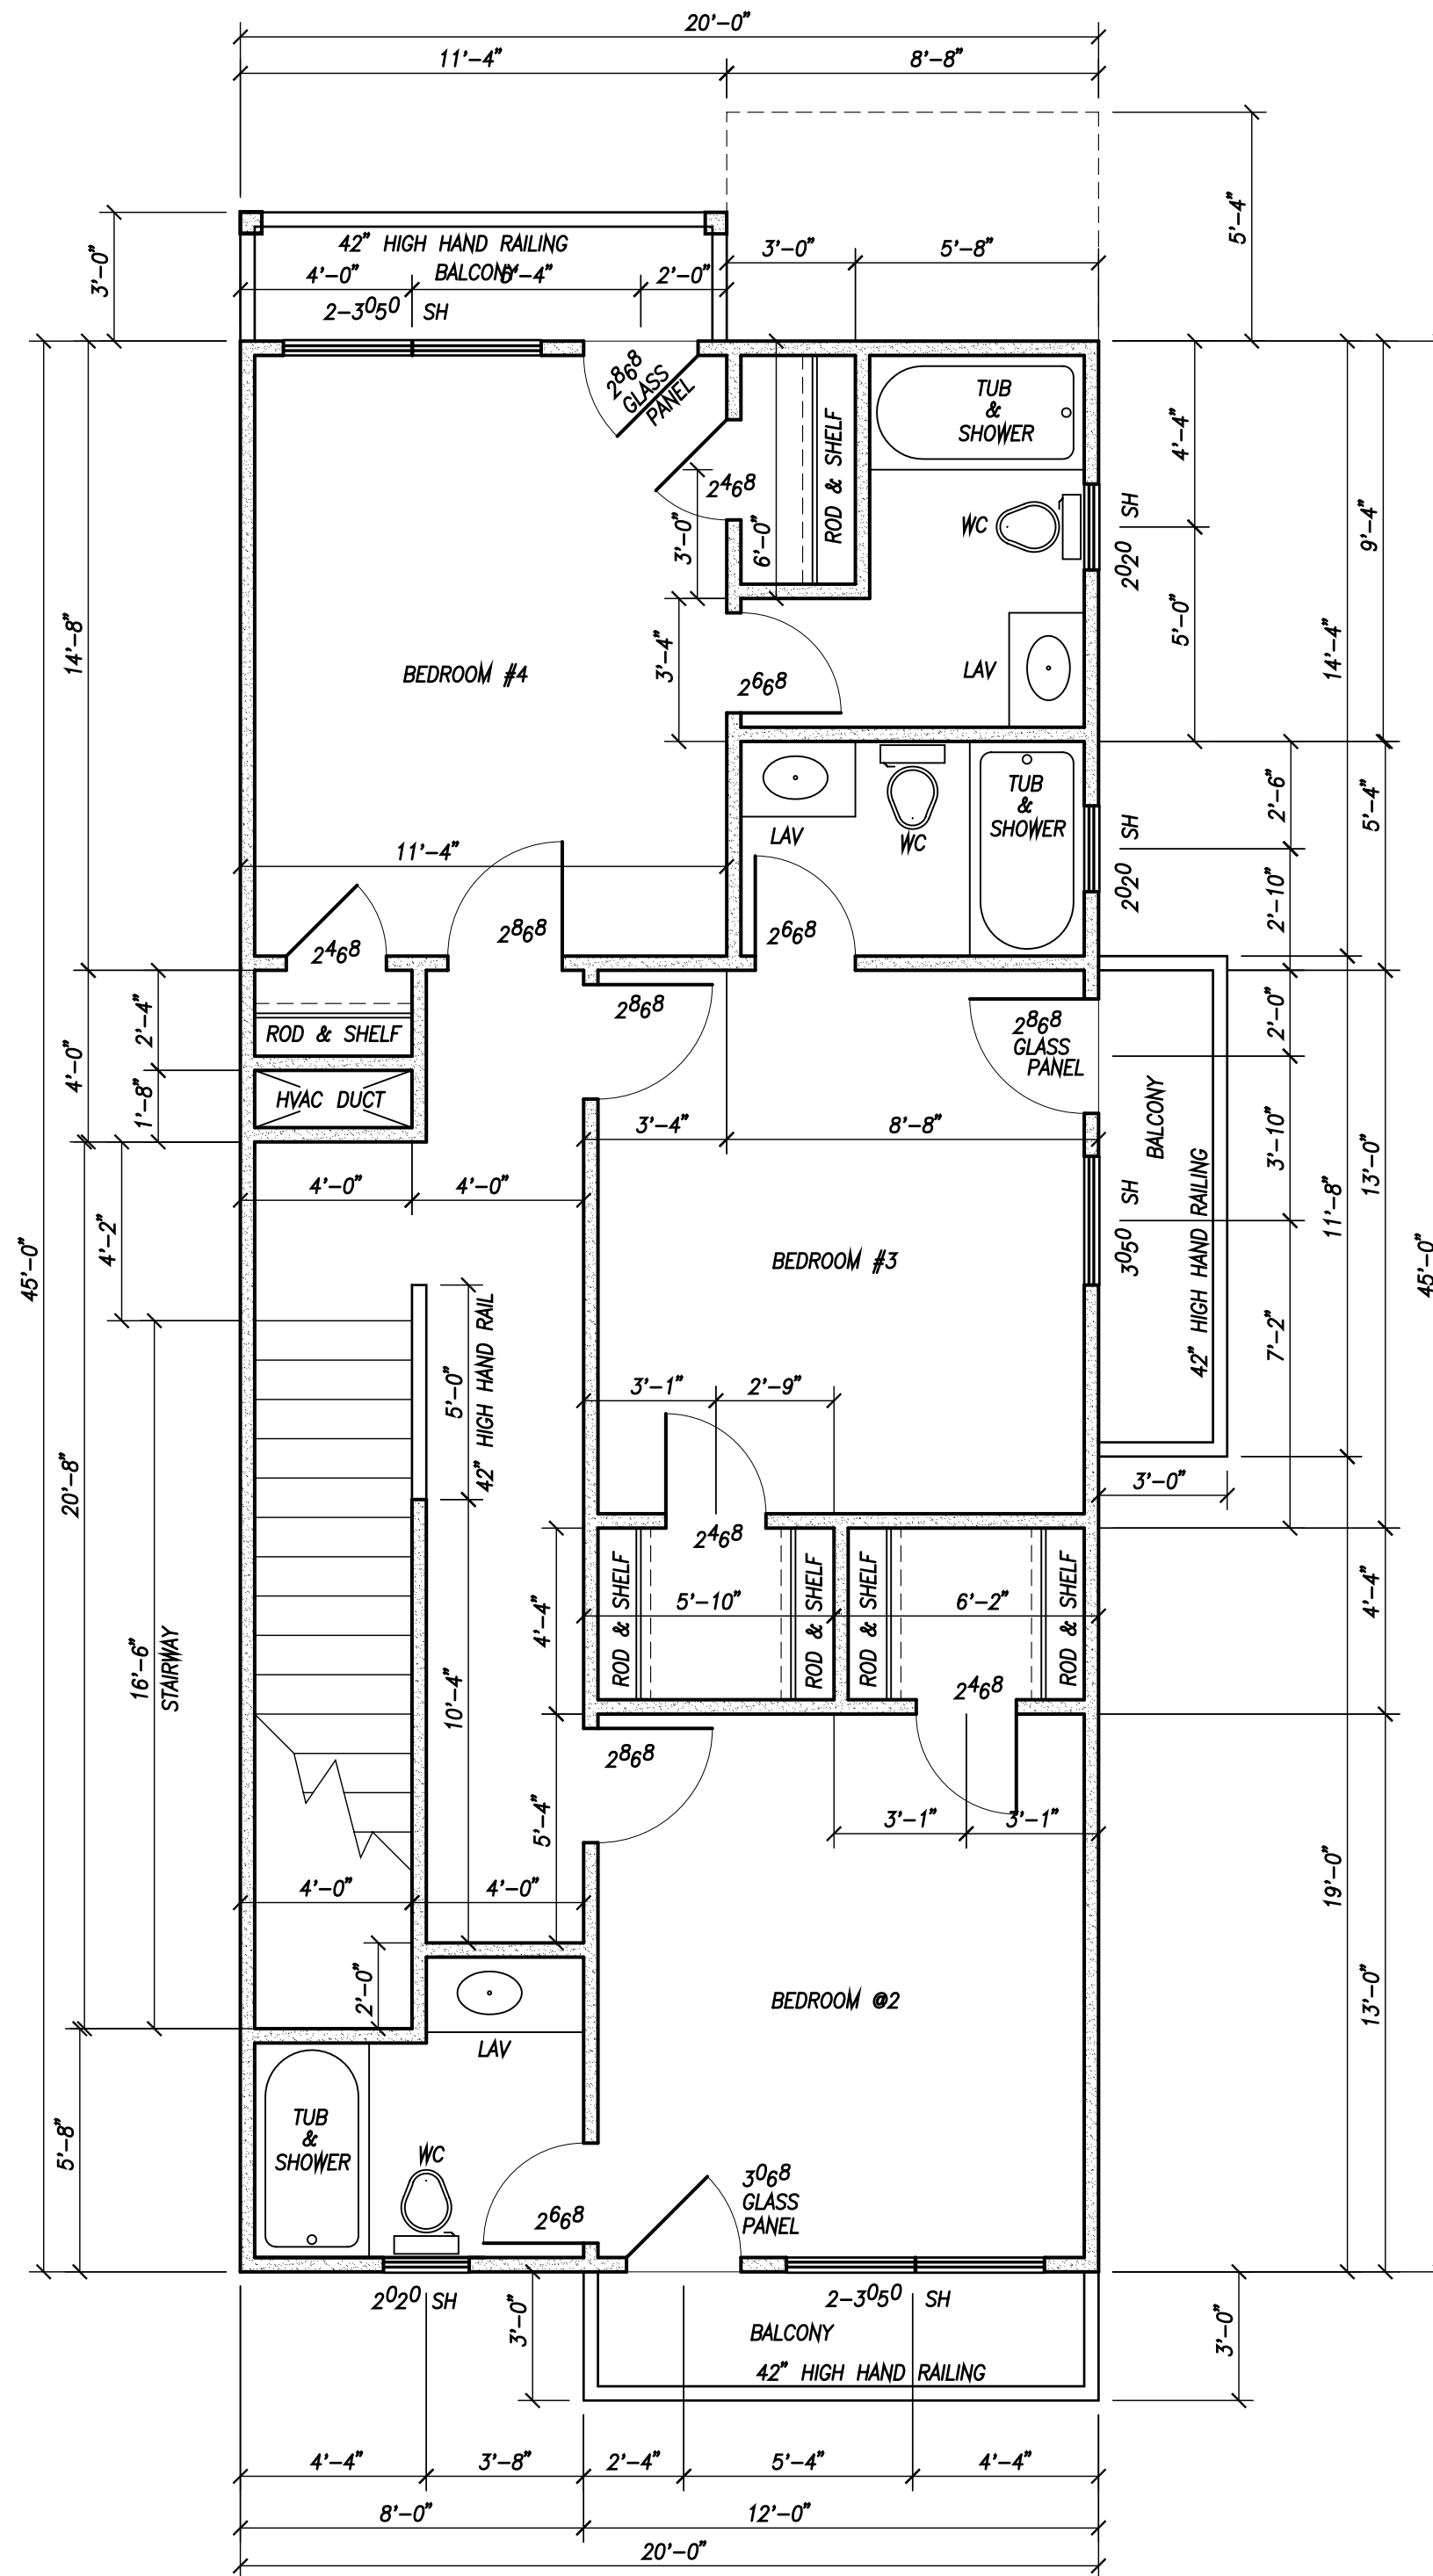 20'-0"
11'-4"
8'-8"
5'-4"
3'-0"
42" HIGH HAND RAILING
BALCONY
4'-0"
5'-4"
2'-0"
3'-0"
5'-8"
2-3050 SH
2868
GLASS
PANEL
2468
3'-0"
6'-0"
ROD & SHELF
TUB
&
SHOWER
WC
2020 SH
4'-4"
5'-0"
9'-4"
14'-4"
14'-8"
BEDROOM #4
3'-4"
2668
LAV
LAV
WC
TUB
&
SHOWER
2020 SH
2'-6"
2'-10"
5'-4"
11'-4"
2468
2868
2668
2868
2868
GLASS
PANEL
2'-0"
ROD & SHELF
2'-4"
4'-0"
1'-8"
HVAC DUCT
3'-4"
8'-8"
BALCONY
42" HIGH HAND RAILING
3'-10"
11'-8"
13'-0"
4'-0"
4'-0"
4'-2"
45'-0"
45'-0"
3050 SH
BEDROOM #3
7'-2"
5'-0"
42" HIGH HAND RAIL
3'-1"
2'-9"
3'-0"
20'-8"
2468
ROD & SHELF
ROD & SHELF
ROD & SHELF
ROD & SHELF
5'-10"
6'-2"
4'-4"
4'-4"
16'-6"
STAIRWAY
10'-4"
2468
2868
5'-4"
3'-1"
3'-1"
19'-0"
4'-0"
4'-0"
2'-0"
BEDROOM @2
13'-0"
LAV
5'-8"
TUB
&
SHOWER
WC
2668
3068
GLASS
PANEL
2020 SH
3'-0"
2-3050 SH
BALCONY
42" HIGH HAND RAILING
3'-0"
4'-4"
3'-8"
2'-4"
5'-4"
4'-4"
8'-0"
12'-0"
20'-0"